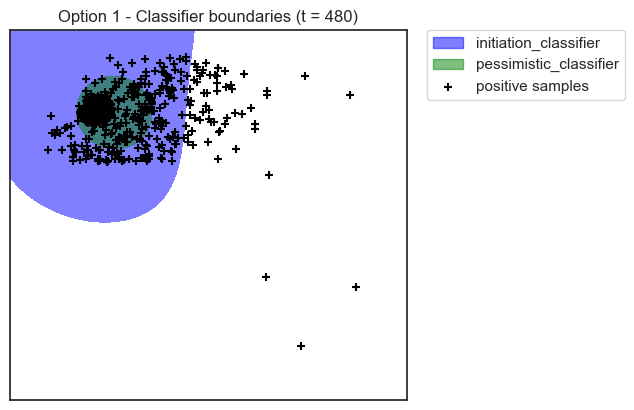 Option 1 - Classifier boundaries (t = 480)
initiation_classifier
pessimistic_classifier
positive samples